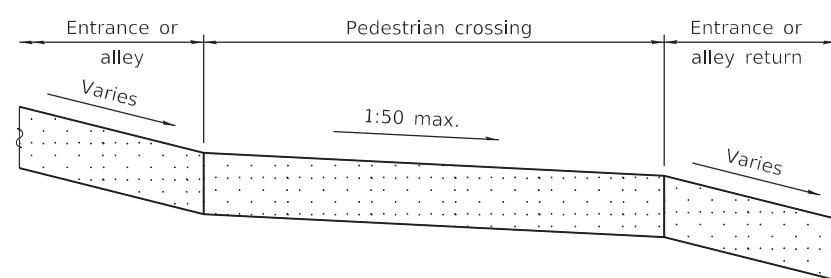 Entrance or
alley
Pedestrian crossing
Entrance or
alley return
Varies
1:50 max.
Varies